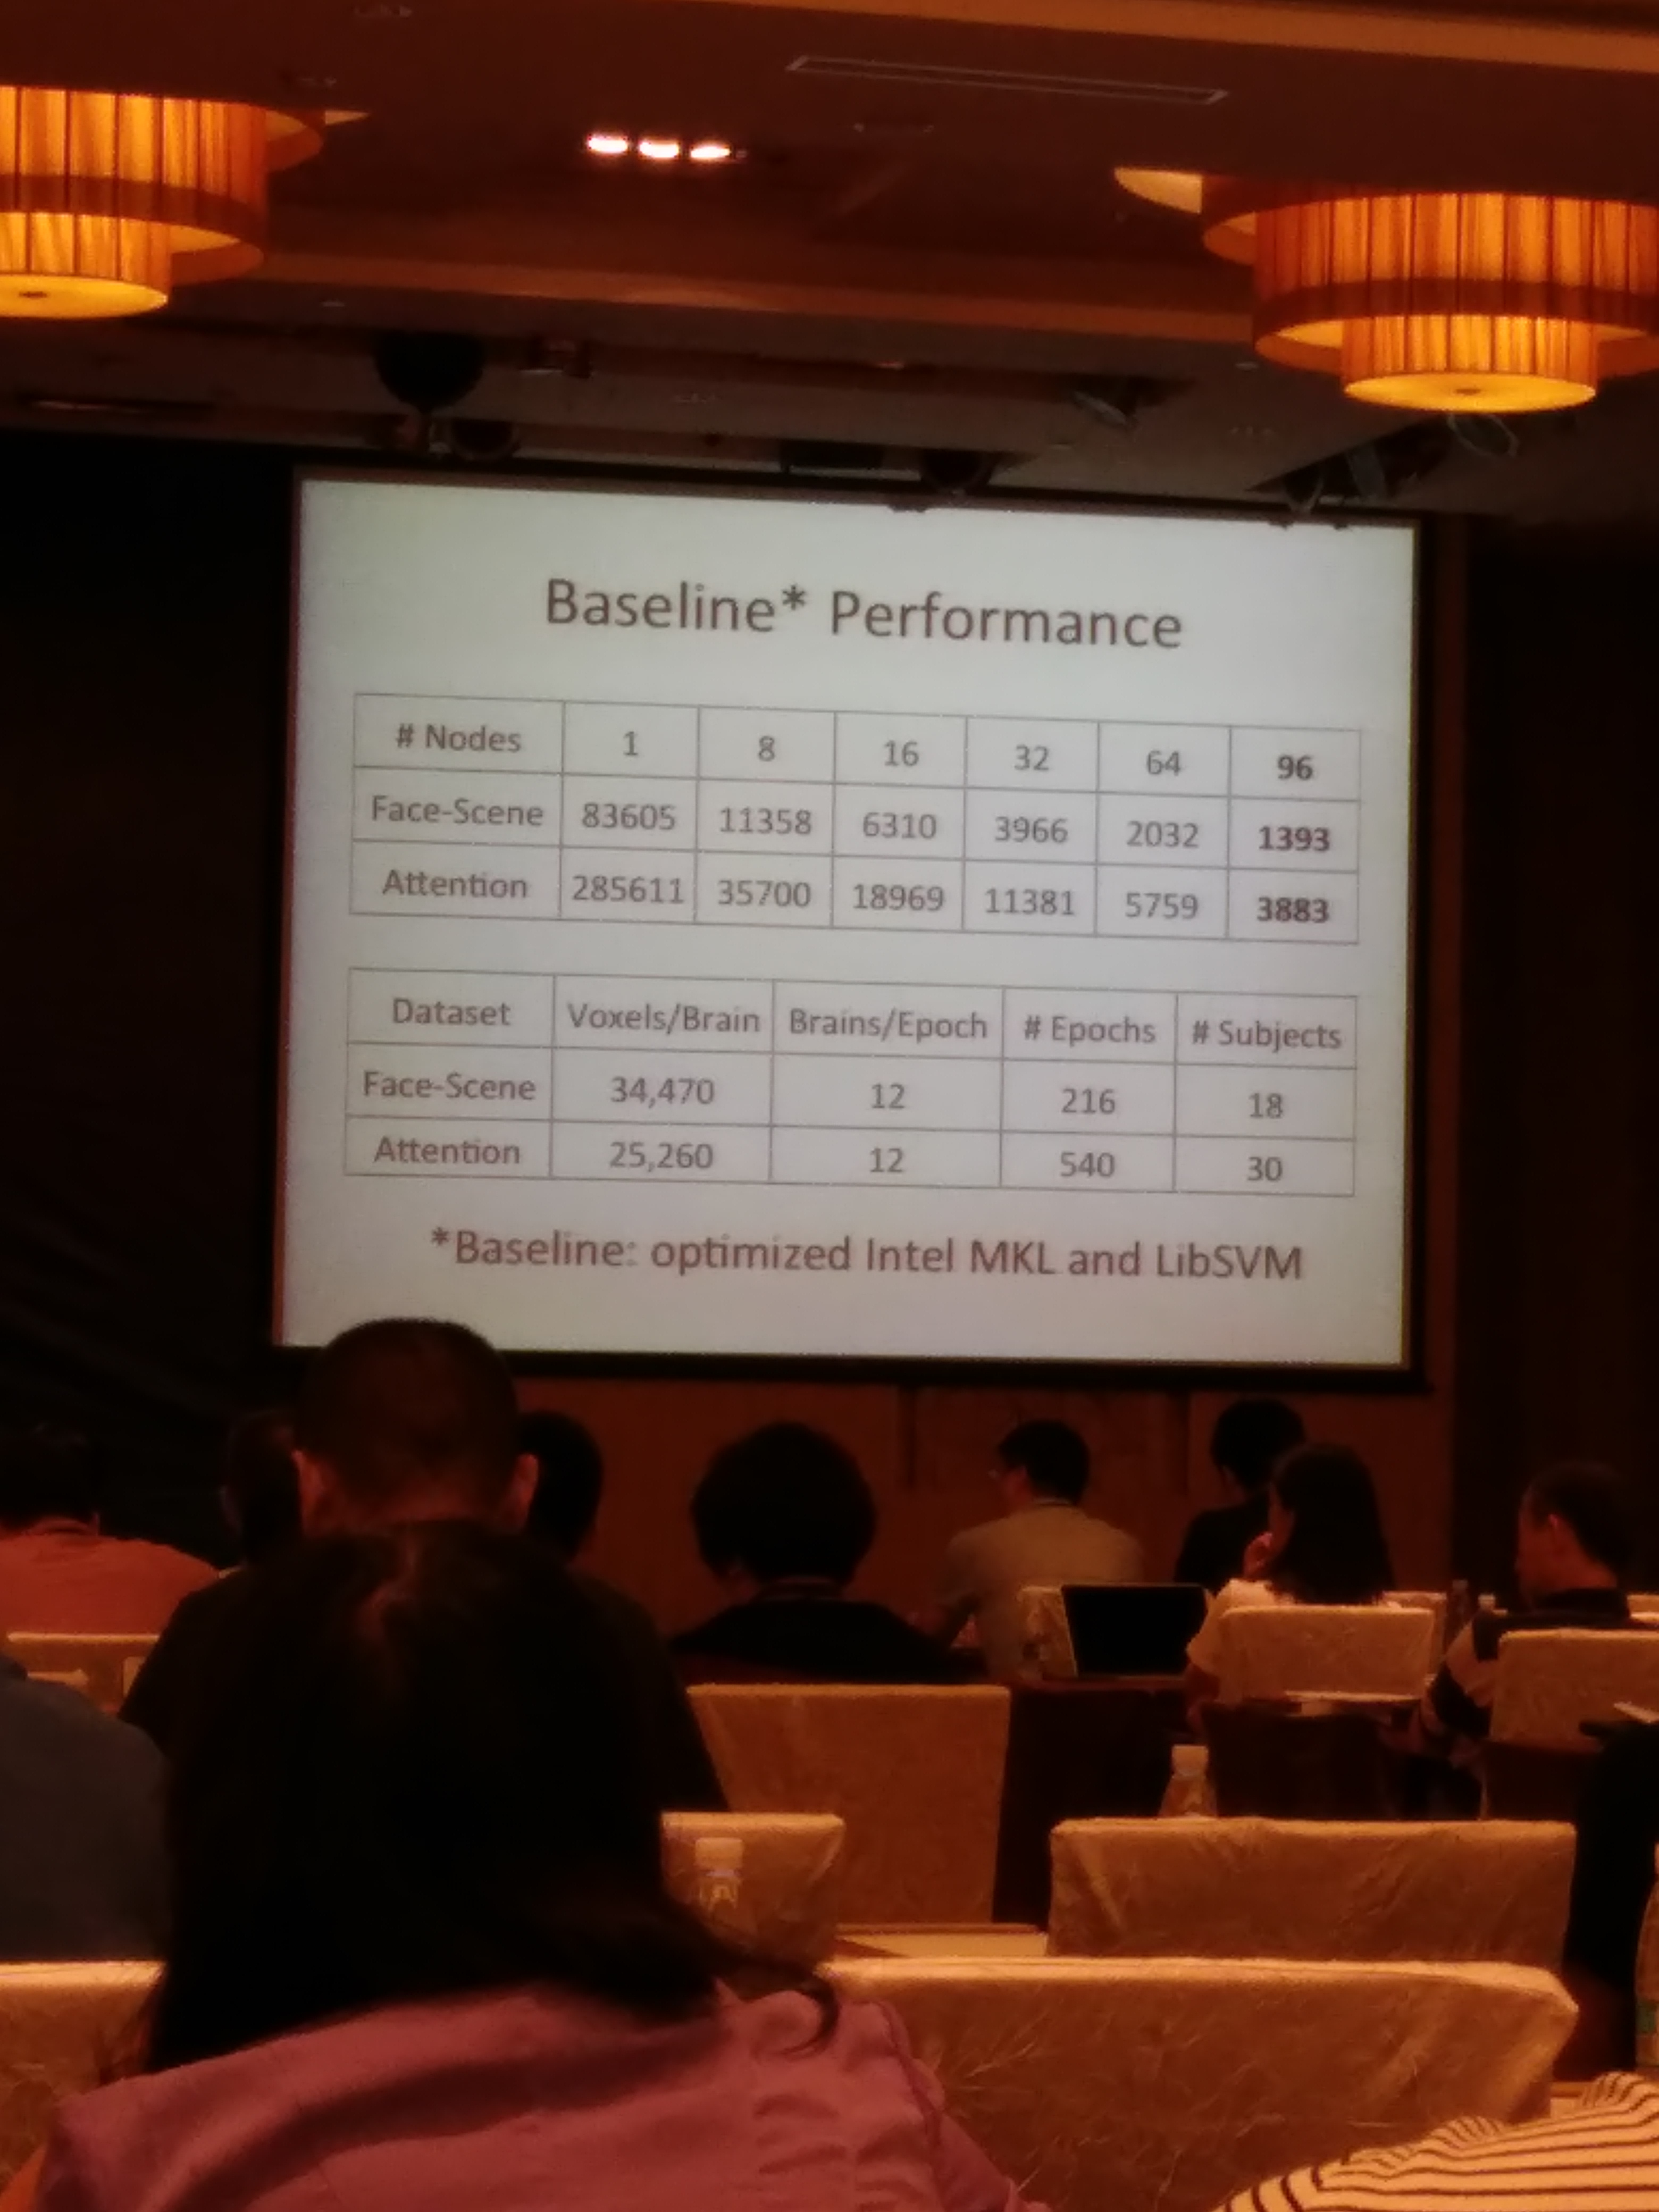 Baseline* Performance
# Nodes 1 8 16 32 64 96
Face-Scene 83605 11358 6310 3966 2032 1393
Attention 285611 35700 18969 11381 5759 3883
Dataset Voxels/Brain Brains/Epoch # Epochs # Subjects
Face-Scene 34,470 12 216 18
Attention 25,260 12 540 30
*Baseline: optimized Intel MKL and LibSVM